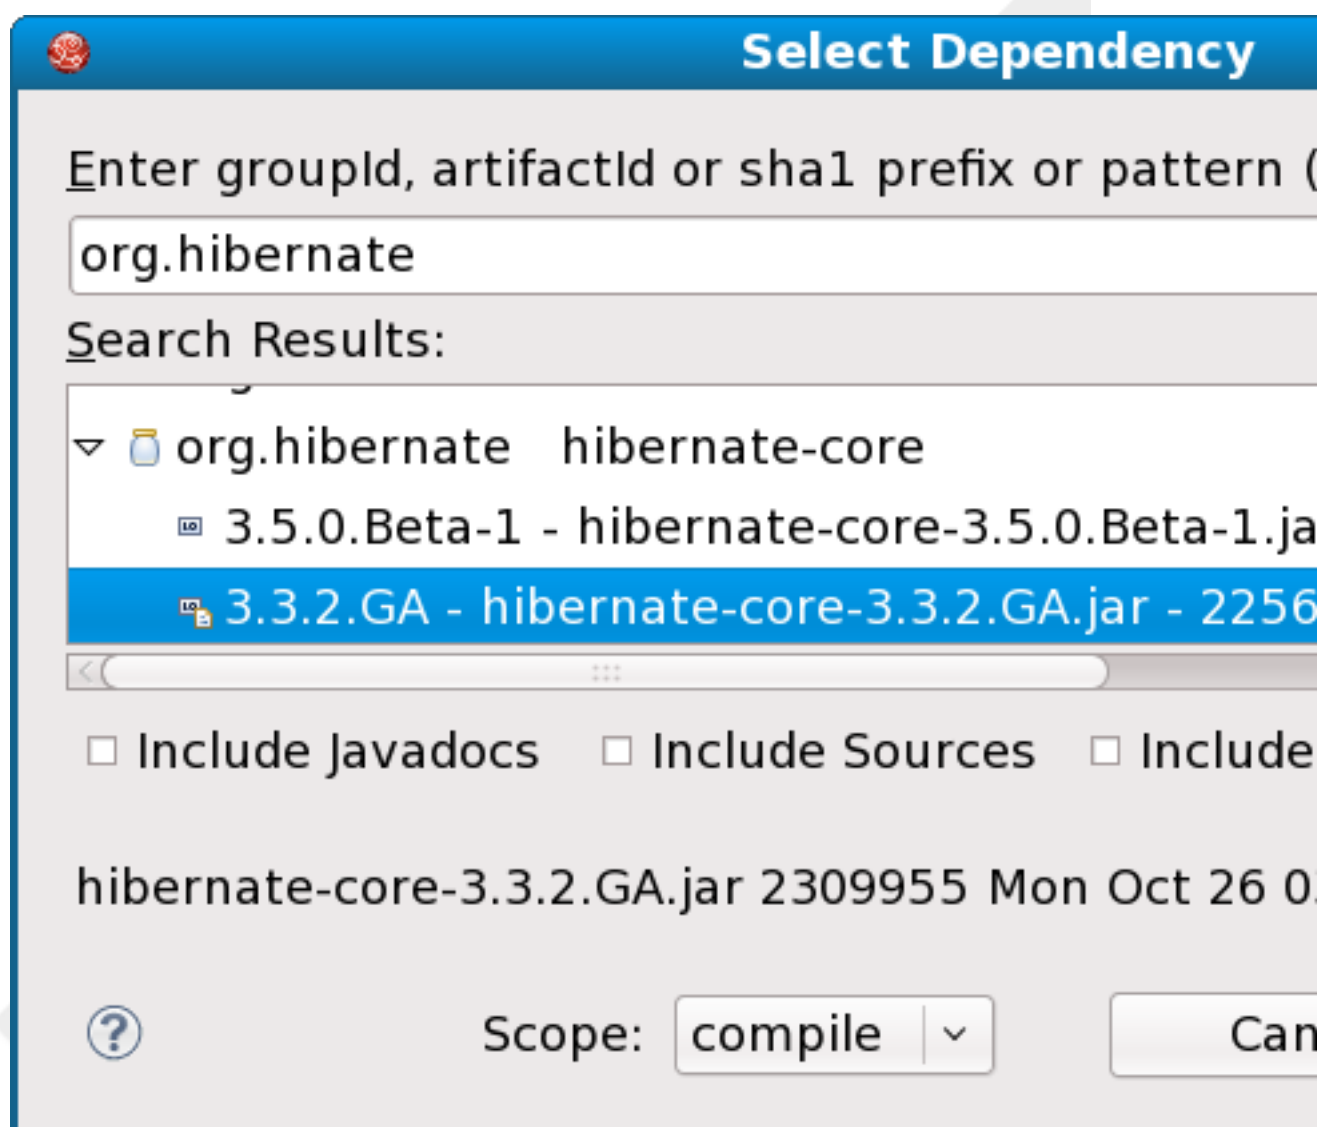 Select Dependency
Enter groupId, artifactId or sha1 prefix or pattern (
org.hibernate
Search Results:
org.hibernate hibernate-core
3.5.0.Beta-1 - hibernate-core-3.5.0.Beta-1.ja
3.3.2.GA - hibernate-core-3.3.2.GA.jar - 2256
Include Javadocs Include Sources Include
hibernate-core-3.3.2.GA.jar 2309955 Mon Oct 26 0
Scope: compile Can